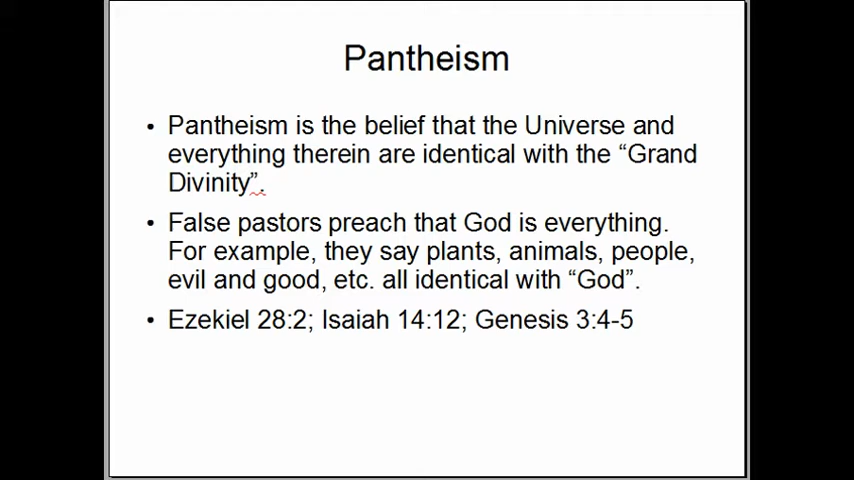 Pantheism
• Pantheism is the belief that the Universe and
everything therein are identical with the “Grand
Divinity”.
• False pastors preach that God is everything.
For example, they say plants, animals, people,
evil and good, etc. all identical with “God”.
• Ezekiel 28:2; Isaiah 14:12; Genesis 3:4-5